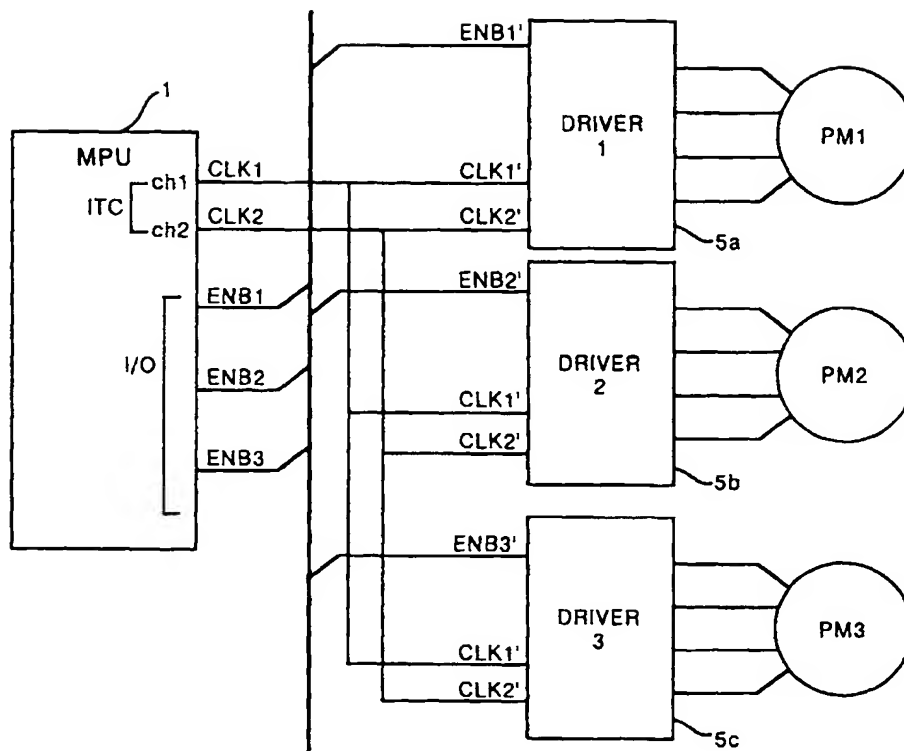 1
MPU
ITC
ch1
ch2
CLK1
CLK2
I/O
ENB1
ENB2
ENB3
ENB1'
CLK1'
CLK2'
DRIVER
1
5a
PM1
ENB2'
CLK1'
CLK2'
DRIVER
2
5b
PM2
ENB3'
CLK1'
CLK2'
DRIVER
3
5c
PM3